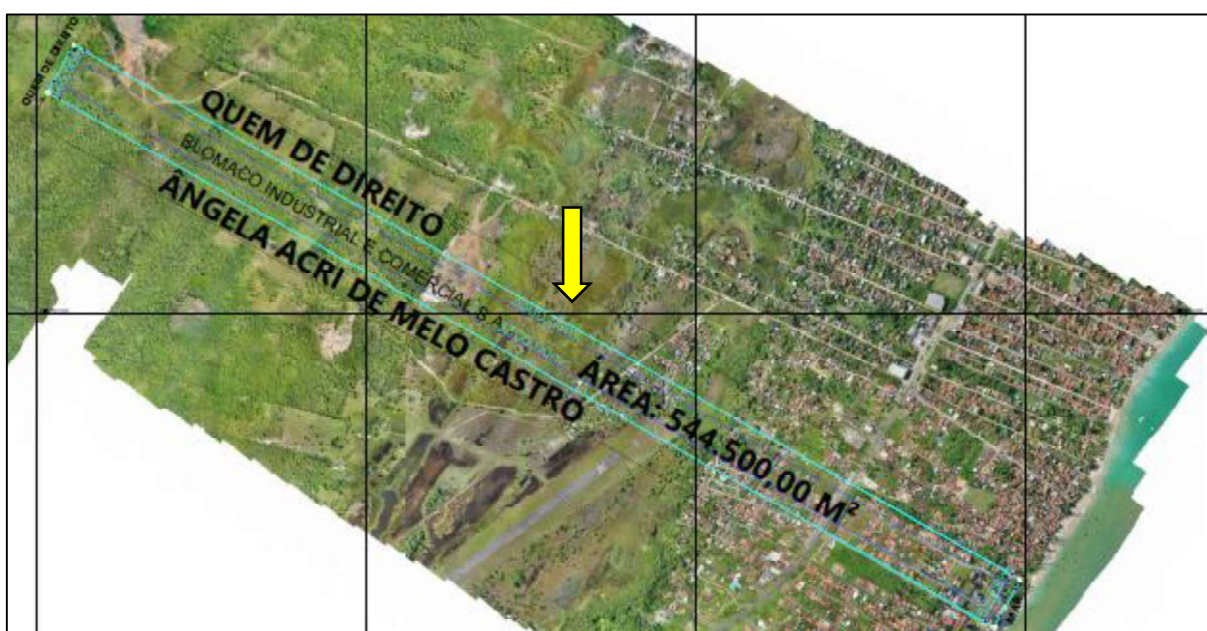 QUEM DE DIREITO
QUEM DE DIREITO
BLOMACO INDUSTRIAL E COMERCIAL S.A
ÂNGELA ACRI DE MELO CASTRO
ÁREA: 544.500,00 M²